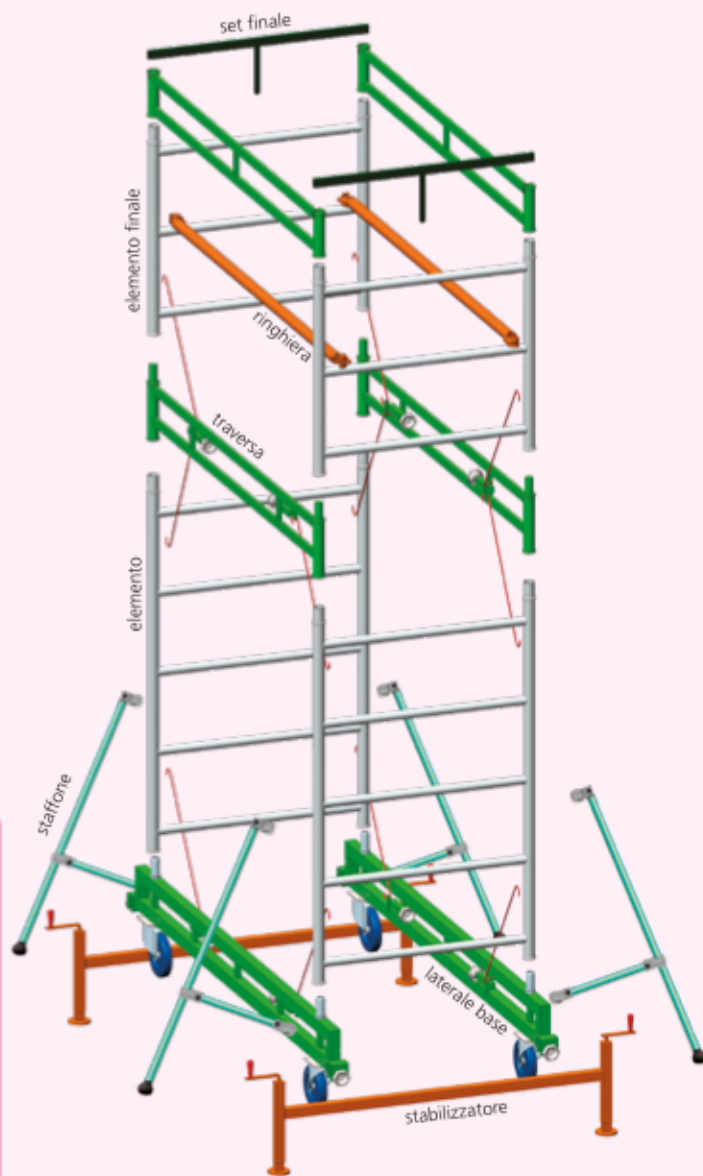 set finale
elemento finale
ringhiera
traversa
elemento
staffone
laterale base
stabilizzatore